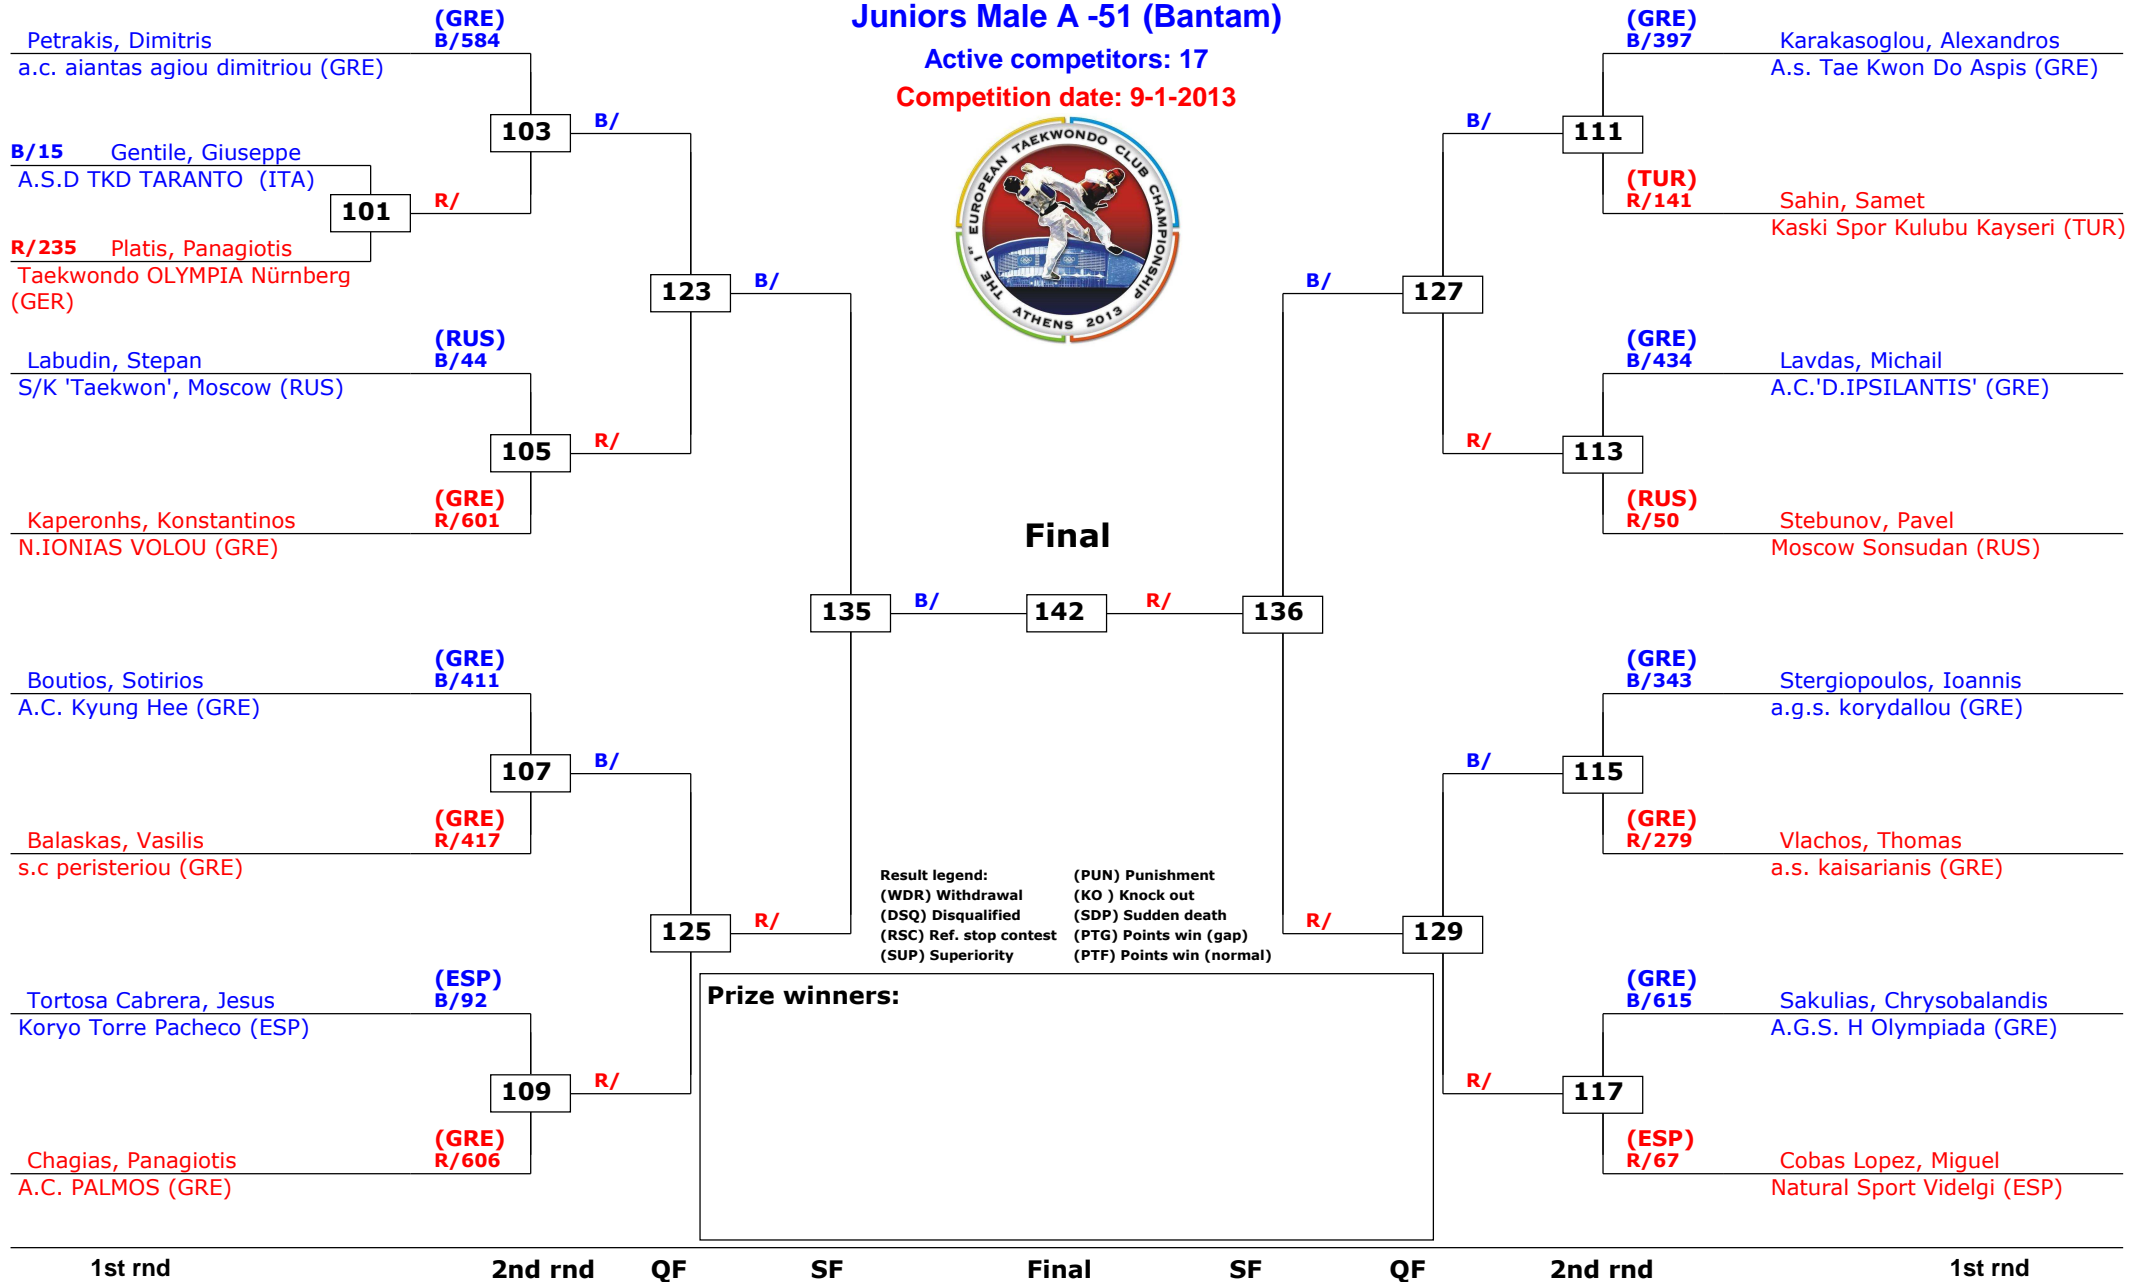 Juniors Male A -51 (Bantam)
Active competitors: 17
Competition date: 9-1-2013
THE 1st EUROPEAN TAEKWONDO CLUB CHAMPIONSHIP
ATHENS 2013
(GRE)
Petrakis, Dimitris B/584
a.c. aiantas agiou dimitriou (GRE)
103
B/
B/15 Gentile, Giuseppe
A.S.D TKD TARANTO (ITA)
101
R/
R/235 Platis, Panagiotis
Taekwondo OLYMPIA Nürnberg
(GER)
123
B/
(RUS)
Labudin, Stepan B/44
S/K 'Taekwon', Moscow (RUS)
105
R/
(GRE)
Kaperonhs, Konstantinos R/601
N.IONIAS VOLOU (GRE)
135
B/
(GRE)
Boutios, Sotirios B/411
A.C. Kyung Hee (GRE)
107
B/
(GRE)
Balaskas, Vasilis R/417
s.c peristeriou (GRE)
125
R/
(ESP)
Tortosa Cabrera, Jesus B/92
Koryo Torre Pacheco (ESP)
109
R/
(GRE)
Chagias, Panagiotis R/606
A.C. PALMOS (GRE)
Final
142
R/
136
(GRE)
B/397 Karakasoglou, Alexandros
A.s. Tae Kwon Do Aspis (GRE)
B/
111
(TUR)
R/141 Sahin, Samet
Kaski Spor Kulubu Kayseri (TUR)
B/
127
(GRE)
B/434 Lavdas, Michail
A.C.'D.IPSILANTIS' (GRE)
R/
113
(RUS)
R/50 Stebunov, Pavel
Moscow Sonsudan (RUS)
(GRE)
B/343 Stergiopoulos, Ioannis
a.g.s. korydallou (GRE)
B/
115
(GRE)
R/279 Vlachos, Thomas
a.s. kaisarianis (GRE)
R/
129
(GRE)
B/615 Sakulias, Chrysobalandis
A.G.S. H Olympiada (GRE)
R/
117
(ESP)
R/67 Cobas Lopez, Miguel
Natural Sport Videlgi (ESP)
Result legend: (PUN) Punishment
(WDR) Withdrawal (KO ) Knock out
(DSQ) Disqualified (SDP) Sudden death
(RSC) Ref. stop contest (PTG) Points win (gap)
(SUP) Superiority (PTF) Points win (normal)
Prize winners:
1st rnd 2nd rnd QF SF Final SF QF 2nd rnd 1st rnd